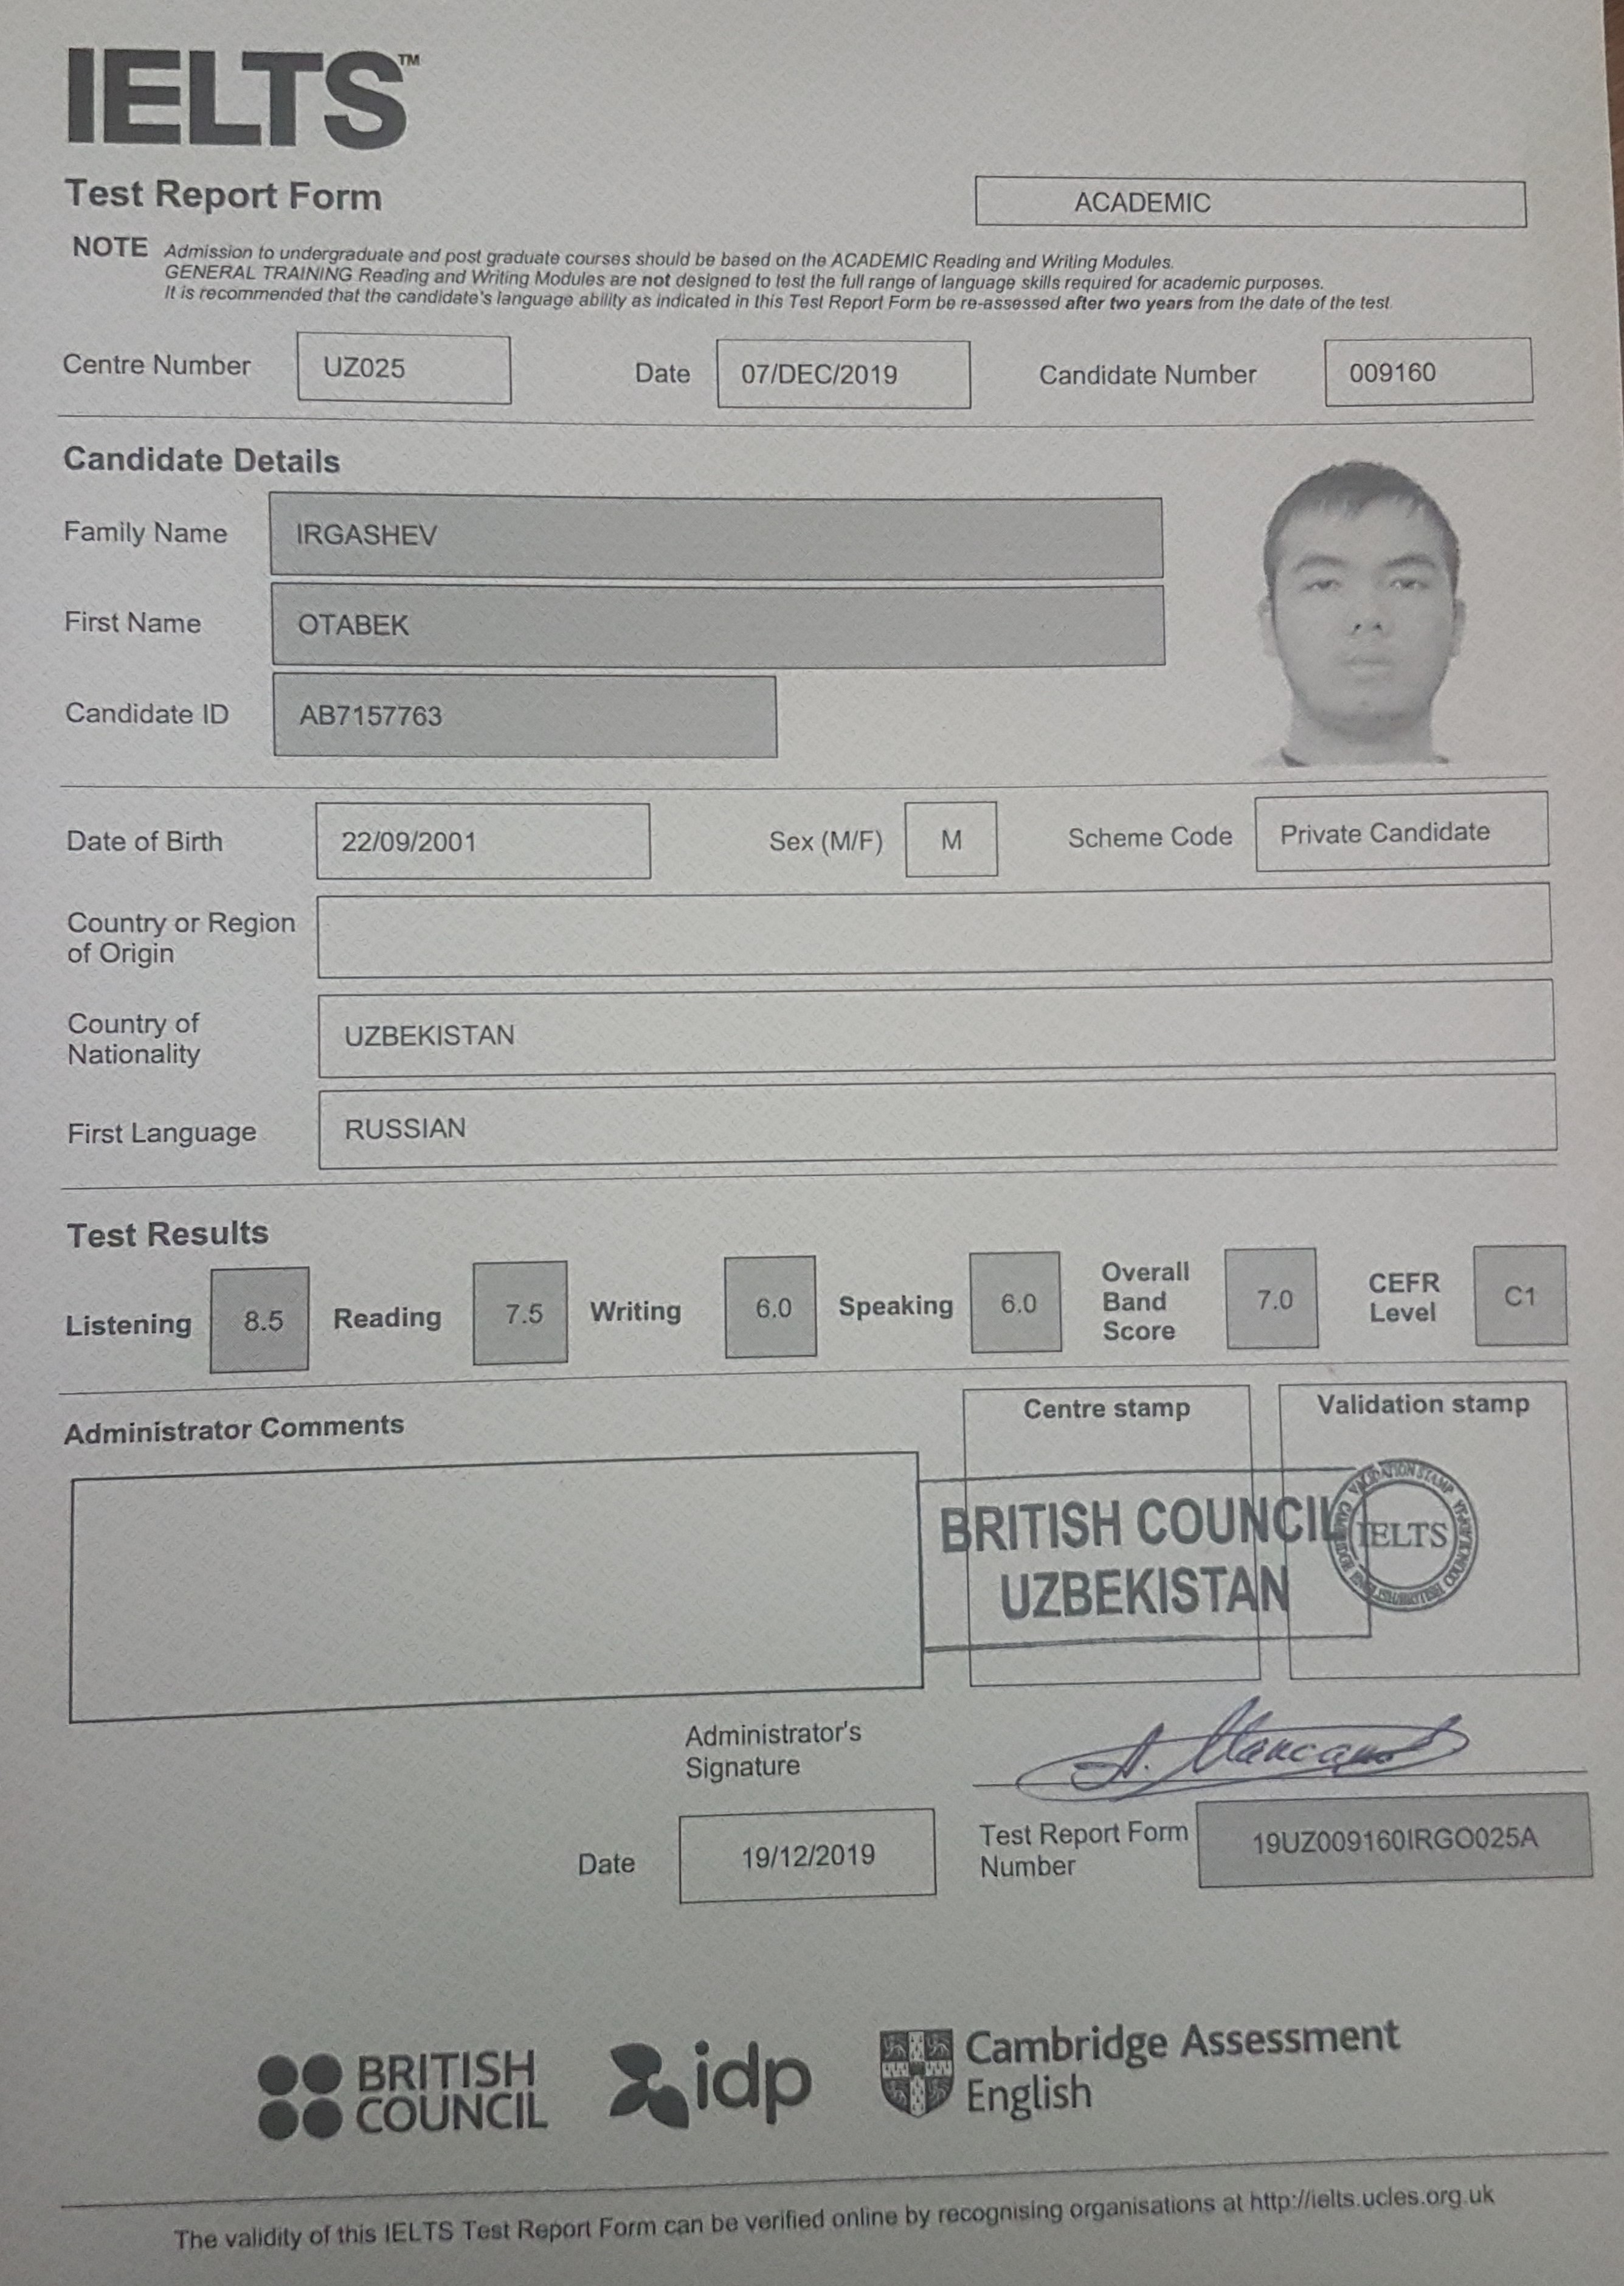 IELTS™
Test Report Form
ACADEMIC
NOTE Admission to undergraduate and post graduate courses should be based on the ACADEMIC Reading and Writing Modules.
GENERAL TRAINING Reading and Writing Modules are not designed to test the full range of language skills required for academic purposes.
It is recommended that the candidate's language ability as indicated in this Test Report Form be re-assessed after two years from the date of the test.
Centre Number UZ025 Date 07/DEC/2019 Candidate Number 009160
Candidate Details
Family Name IRGASHEV
First Name OTABEK
Candidate ID AB7157763
Date of Birth 22/09/2001 Sex (M/F) M Scheme Code Private Candidate
Country or Region
of Origin
Country of
Nationality UZBEKISTAN
First Language RUSSIAN
Test Results
Listening 8.5 Reading 7.5 Writing 6.0 Speaking 6.0 Overall Band Score 7.0 CEFR Level C1
Administrator Comments
Centre stamp
Validation stamp
BRITISH COUNCIL
UZBEKISTAN
VALIDATION STAMP
IELTS
Administrator's
Signature
Date 19/12/2019
Test Report Form
Number 19UZ009160IRGO025A
BRITISH
COUNCIL
idp
Cambridge Assessment
English
The validity of this IELTS Test Report Form can be verified online by recognising organisations at http://ielts.ucles.org.uk